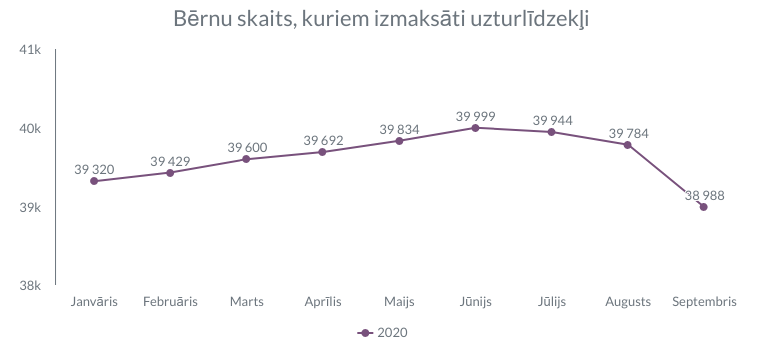 Bērnu skaits, kuriem izmaksāti uzturlīdzekļi
41k
40k
39k
38k
39 320
39 429
39 600
39 692
39 834
39 999
39 944
39 784
38 988
Janvāris Februāris Marts Aprīlis Maijs Jūnijs Jūlijs Augusts Septembris
2020